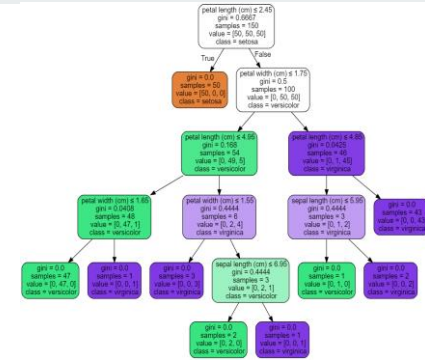 petal length (cm) ≤ 2.45
gini = 0.6667
samples = 150
value = [50, 50, 50]
class = setosa
True
False
gini = 0.0
samples = 50
value = [50, 0, 0]
class = setosa
petal width (cm) ≤ 1.75
gini = 0.5
samples = 100
value = [0, 50, 50]
class = versicolor
petal length (cm) ≤ 4.95
gini = 0.168
samples = 54
value = [0, 49, 5]
class = versicolor
petal length (cm) ≤ 4.85
gini = 0.0425
samples = 46
value = [0, 1, 45]
class = virginica
petal width (cm) ≤ 1.65
gini = 0.0408
samples = 48
value = [0, 47, 1]
class = versicolor
petal width (cm) ≤ 1.55
gini = 0.4444
samples = 6
value = [0, 2, 4]
class = virginica
sepal length (cm) ≤ 5.95
gini = 0.4444
samples = 3
value = [0, 1, 2]
class = virginica
gini = 0.0
samples = 43
value = [0, 0, 43]
class = virginica
gini = 0.0
samples = 47
value = [0, 47, 0]
class = versicolor
gini = 0.0
samples = 1
value = [0, 0, 1]
class = virginica
gini = 0.0
samples = 3
value = [0, 0, 3]
class = virginica
sepal length (cm) ≤ 6.95
gini = 0.4444
samples = 3
value = [0, 2, 1]
class = versicolor
gini = 0.0
samples = 1
value = [0, 1, 0]
class = versicolor
gini = 0.0
samples = 2
value = [0, 0, 2]
class = virginica
gini = 0.0
samples = 2
value = [0, 2, 0]
class = versicolor
gini = 0.0
samples = 1
value = [0, 0, 1]
class = virginica